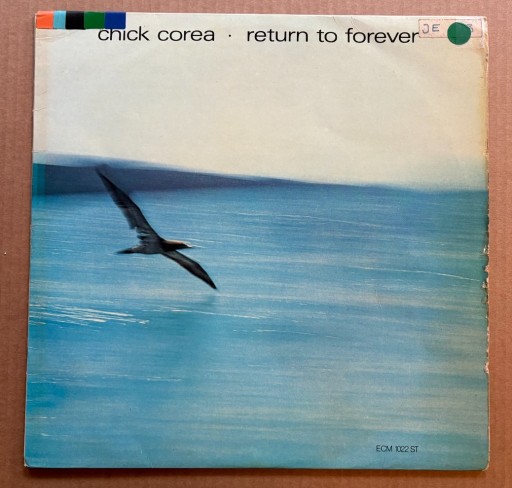 chick corea · return to forever
JE
ECM 1022 ST